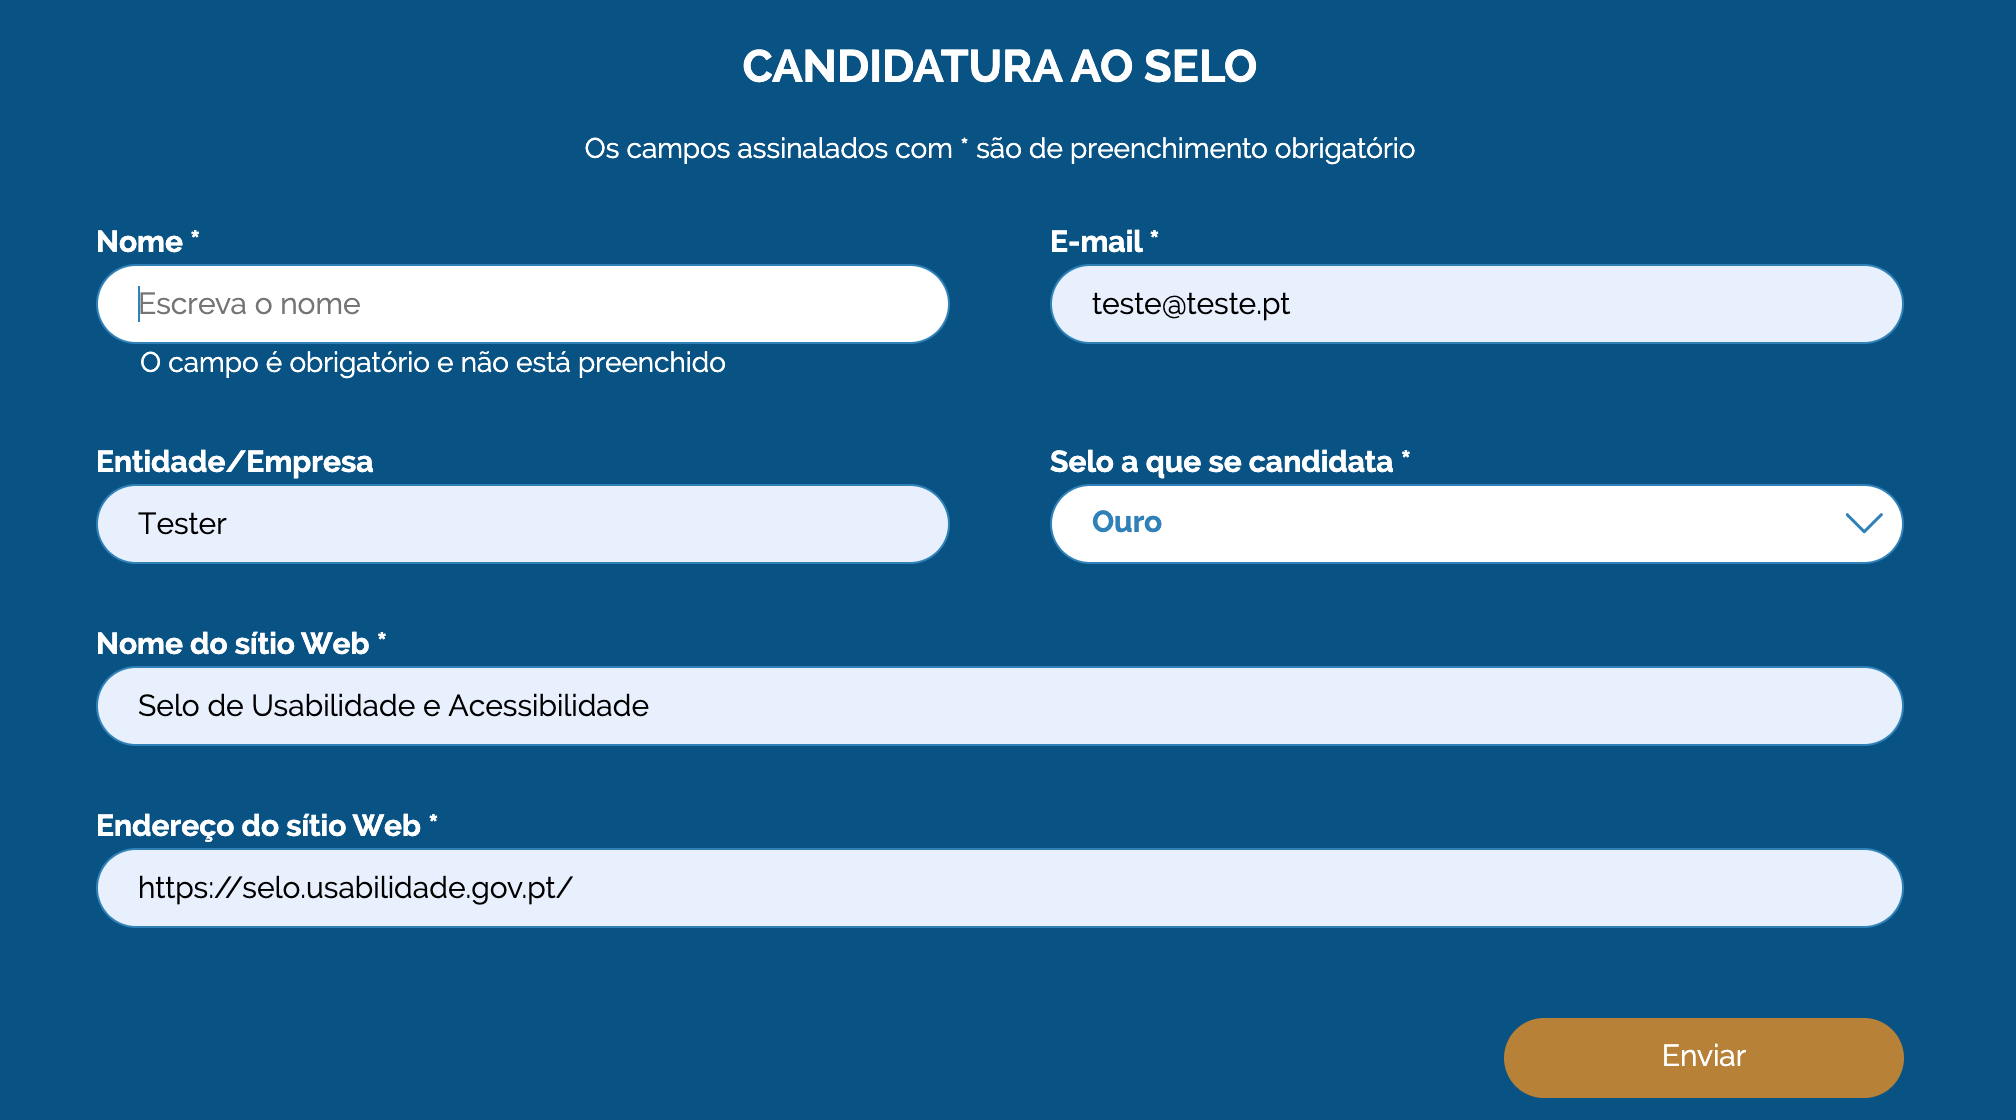 CANDIDATURA AO SELO
Os campos assinalados com * são de preenchimento obrigatório
Nome *
Escreva o nome
O campo é obrigatório e não está preenchido
E-mail *
teste@teste.pt
Entidade/Empresa
Tester
Selo a que se candidata *
Ouro
Nome do sítio Web *
Selo de Usabilidade e Acessibilidade
Endereço do sítio Web *
https://selo.usabilidade.gov.pt/
Enviar